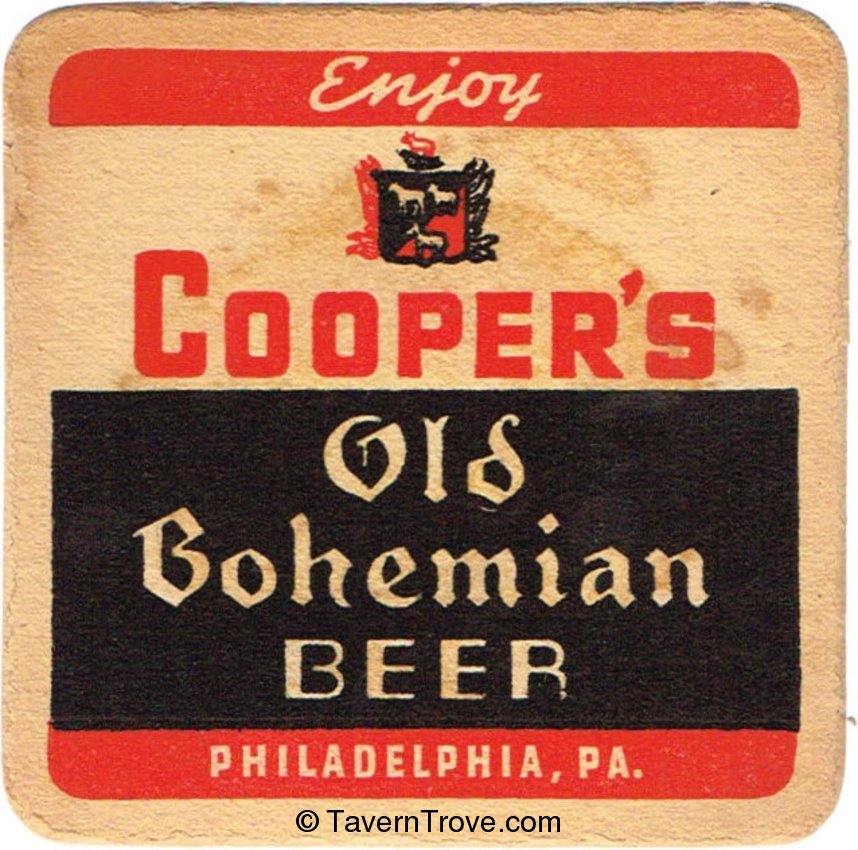 Enjoy
COOPER'S
Old
Bohemian
BEER
PHILADELPHIA, PA.
© TavernTrove.com